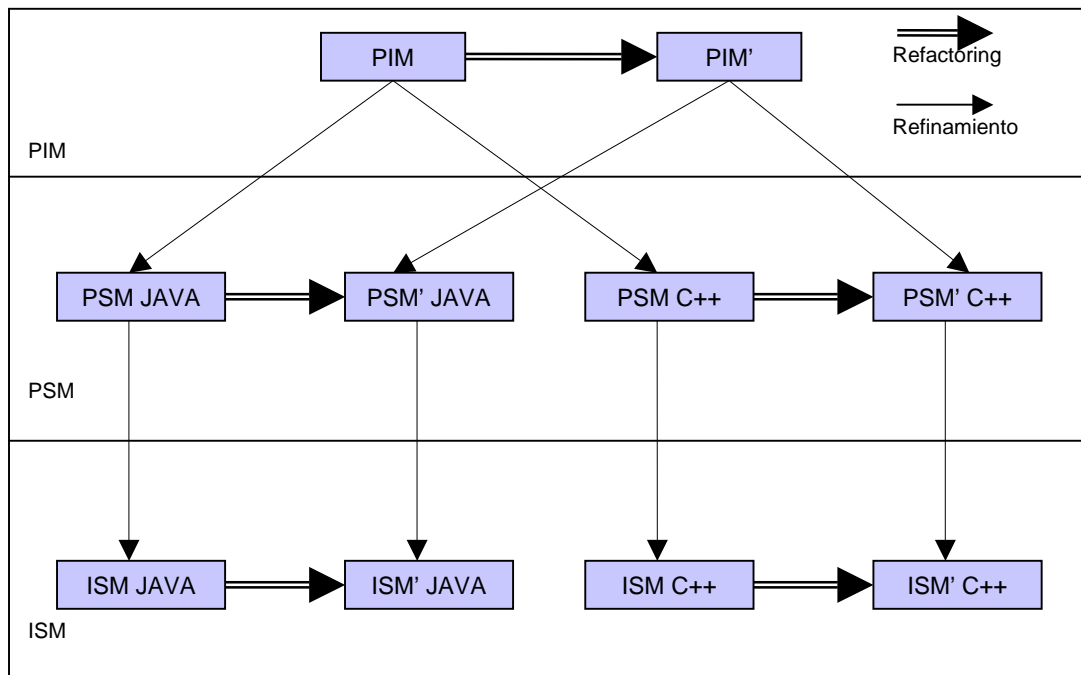 PIM
PIM’
Refactoring
Refinamiento
PIM
PSM JAVA
PSM’ JAVA
PSM C++
PSM’ C++
PSM
ISM JAVA
ISM’ JAVA
ISM C++
ISM’ C++
ISM